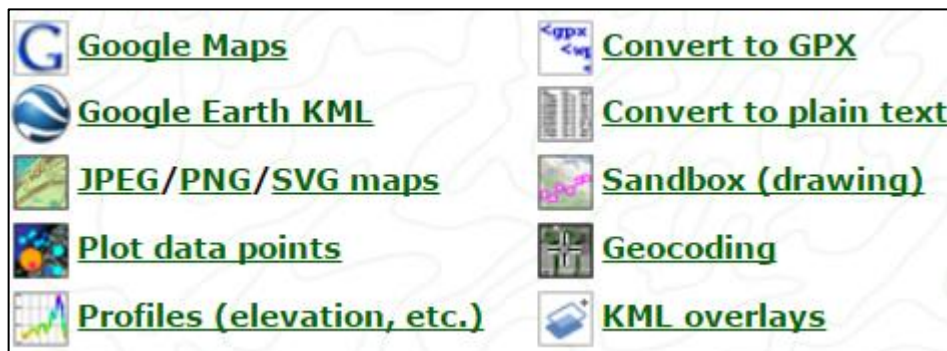 Google Maps
Google Earth KML
JPEG/PNG/SVG maps
Plot data points
Profiles (elevation, etc.)
<gpx
<w
Convert to GPX
Convert to plain text
Sandbox (drawing)
Geocoding
KML overlays